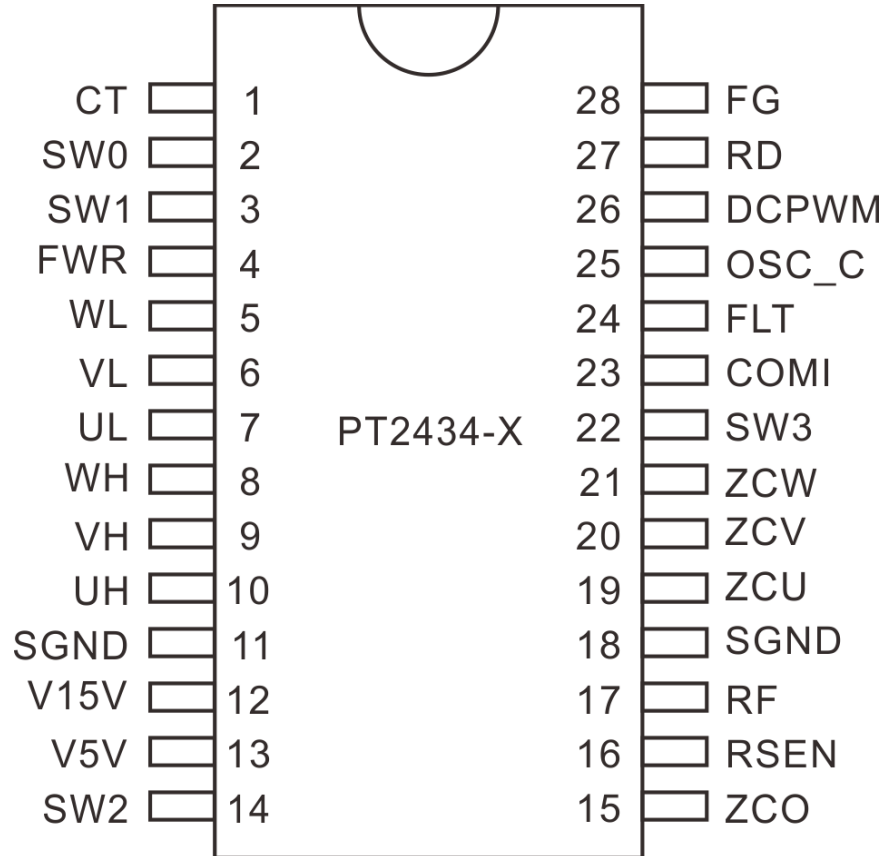 CT 1 28 FG
SW0 2 27 RD
SW1 3 26 DCPWM
FWR 4 25 OSC_C
WL 5 24 FLT
VL 6 23 COMI
UL 7 PT2434-X 22 SW3
WH 8 21 ZCW
VH 9 20 ZCV
UH 10 19 ZCU
SGND 11 18 SGND
V15V 12 17 RF
V5V 13 16 RSEN
SW2 14 15 ZCO